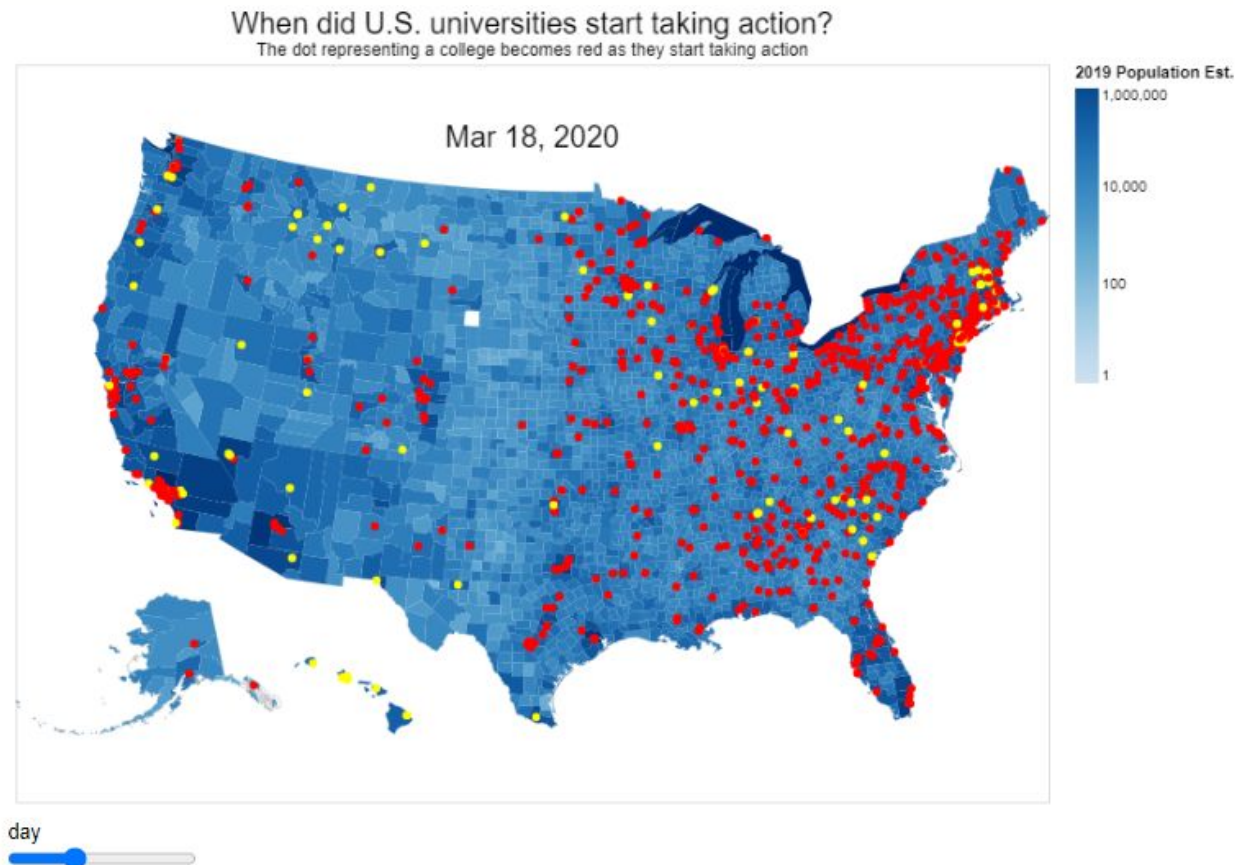 When did U.S. universities start taking action?
The dot representing a college becomes red as they start taking action
2019 Population Est.
1,000,000
Mar 18, 2020
10,000
100
1
day